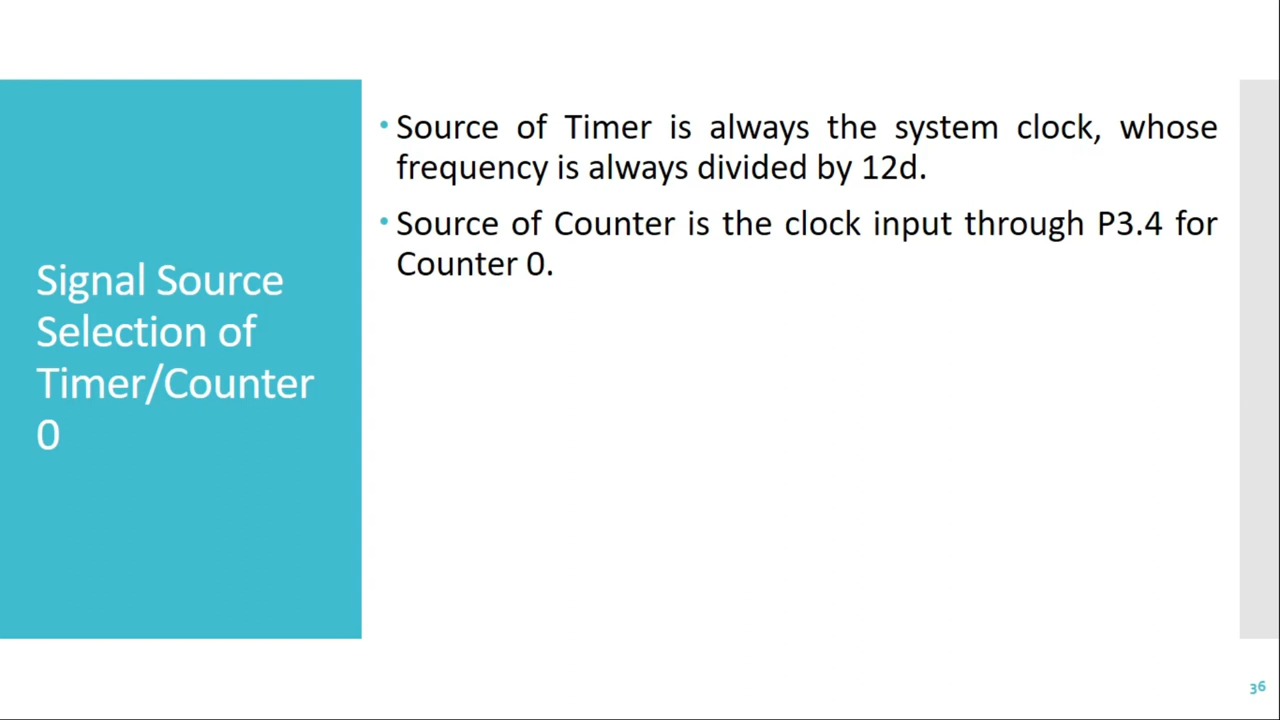 Signal Source
Selection of
Timer/Counter
0
• Source of Timer is always the system clock, whose
frequency is always divided by 12d.
• Source of Counter is the clock input through P3.4 for
Counter 0.
36